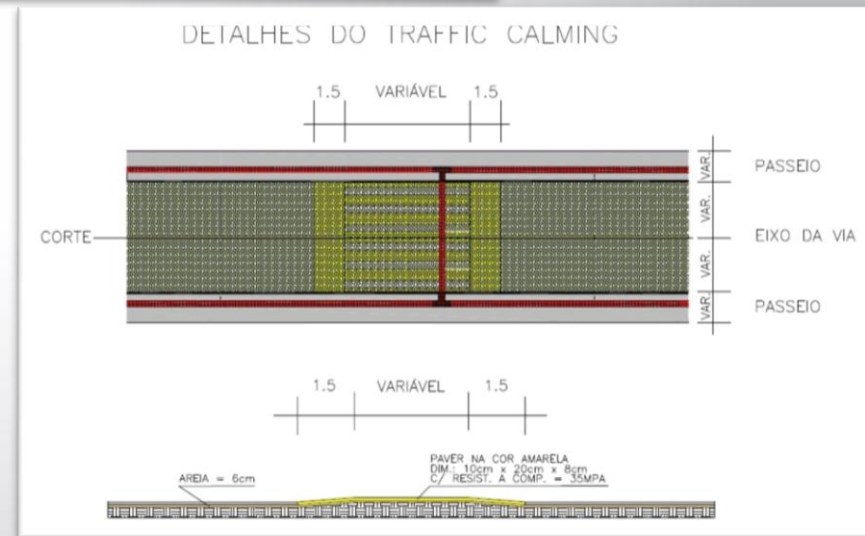 DETALHES DO TRAFFIC CALMING
1.5 VARIÁVEL 1.5
VAR. PASSEIO
VAR.
CORTE EIXO DA VIA
VAR.
VAR. PASSEIO
1.5 VARIÁVEL 1.5
PAVER NA COR AMARELA
DIM.: 10cm x 20cm x 8cm
AREIA = 6cm C/ RESIST. A COMP. = 35MPA